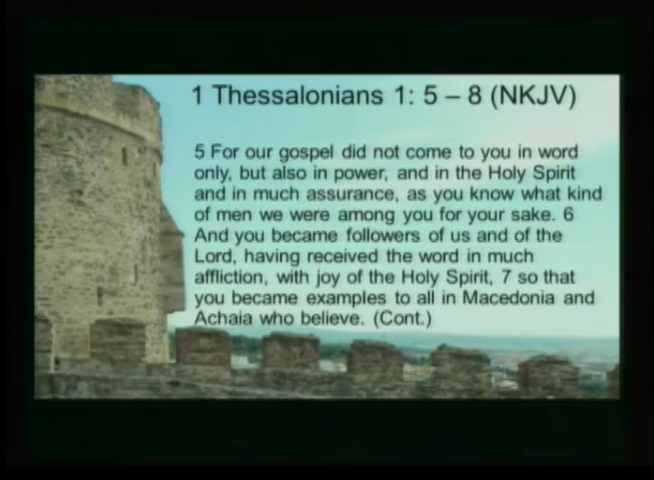 1 Thessalonians 1: 5 – 8 (NKJV)
5 For our gospel did not come to you in word
only, but also in power, and in the Holy Spirit
and in much assurance, as you know what kind
of men we were among you for your sake. 6
And you became followers of us and of the
Lord, having received the word in much
affliction, with joy of the Holy Spirit, 7 so that
you became examples to all in Macedonia and
Achaia who believe. (Cont.)